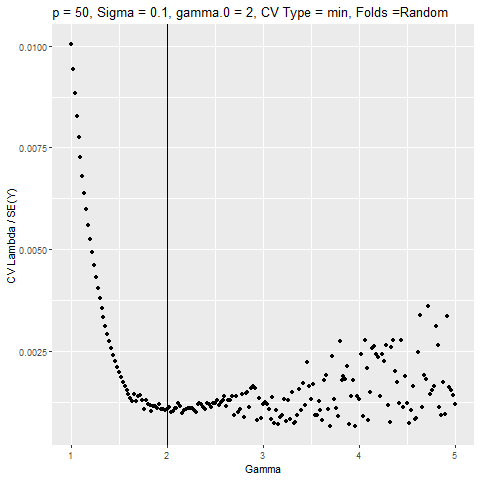 p = 50, Sigma = 0.1, gamma.0 = 2, CV Type = min, Folds =Random
0.0100
0.0075
0.0050
0.0025
CV Lambda / SE(Y)
1 2 3 4 5
Gamma